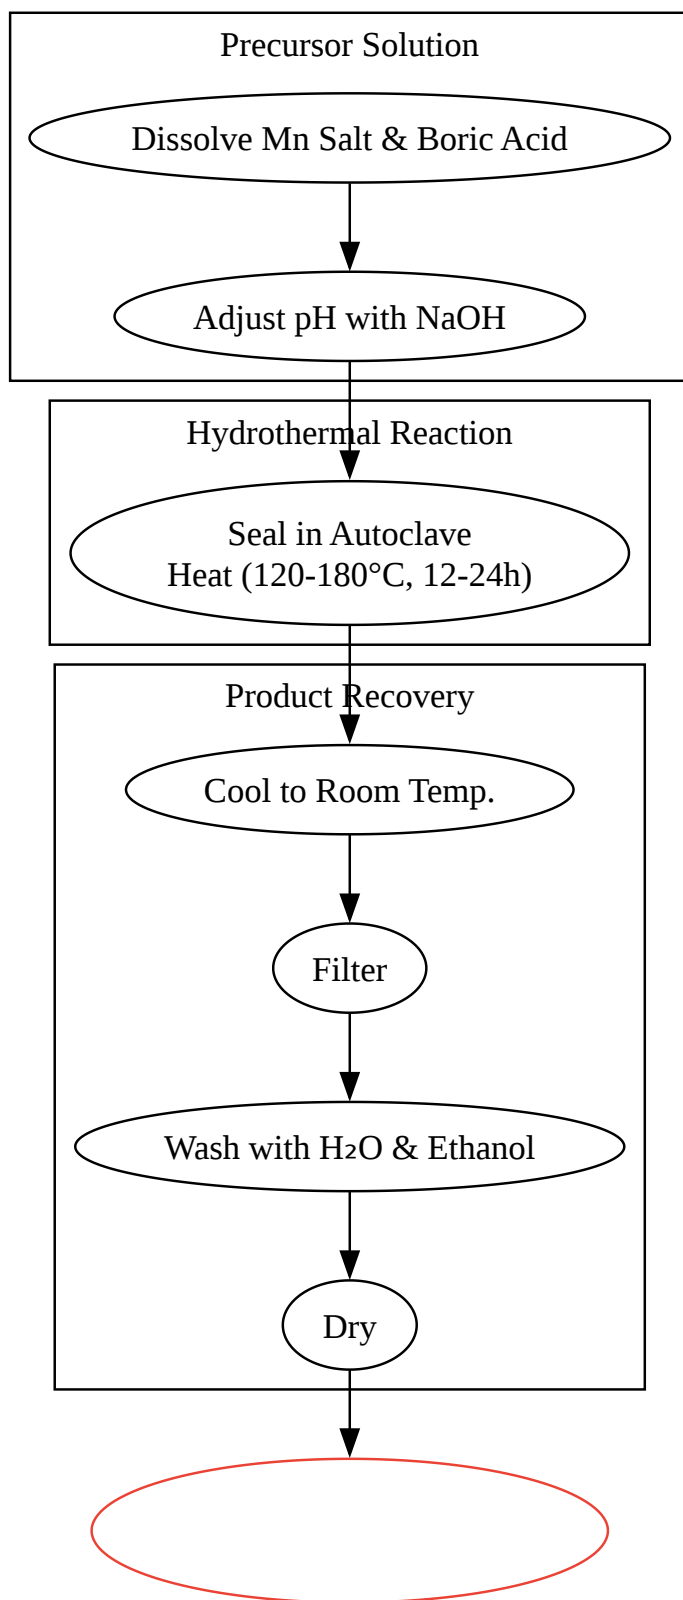 Precursor Solution
Dissolve Mn Salt & Boric Acid
Adjust pH with NaOH
Hydrothermal Reaction
Seal in Autoclave
Heat (120-180°C, 12-24h)
Product Recovery
Cool to Room Temp.
Filter
Wash with H₂O & Ethanol
Dry